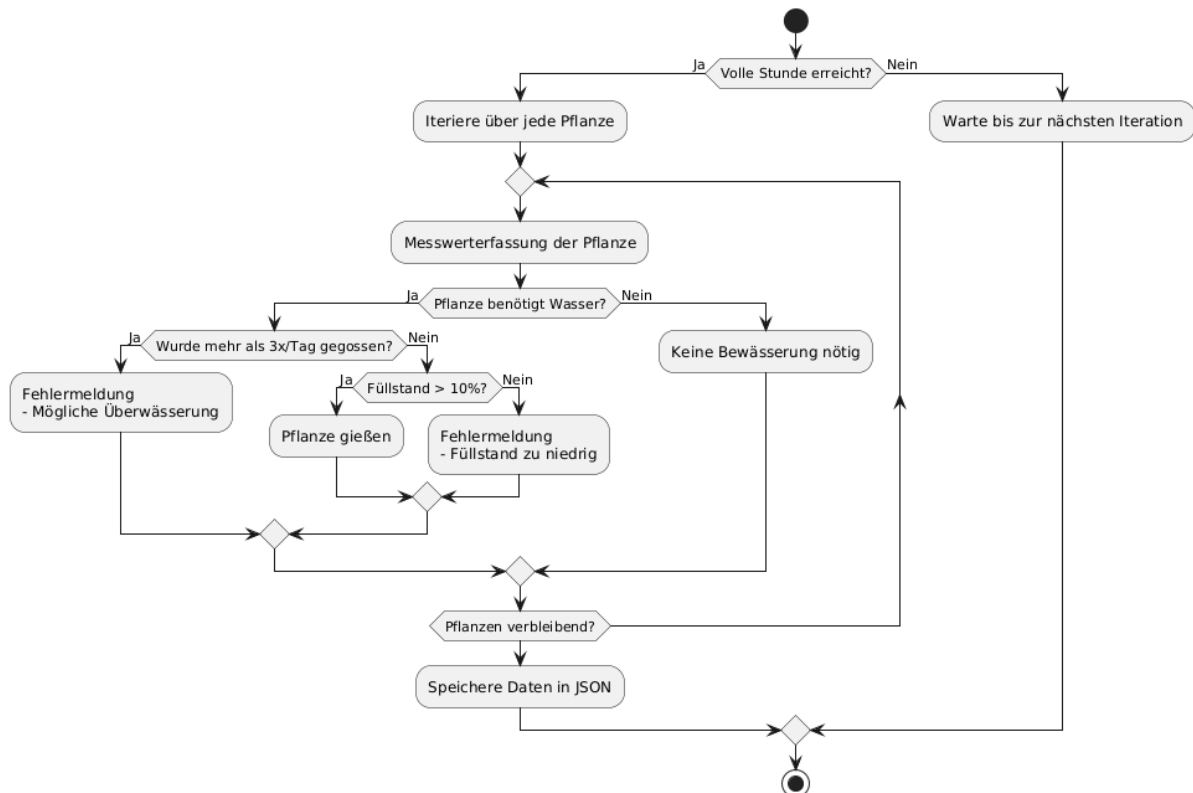 Ja
Volle Stunde erreicht?
Nein
Iteriere über jede Pflanze
Warte bis zur nächsten Iteration
Messwerterfassung der Pflanze
Ja
Pflanze benötigt Wasser?
Nein
Ja
Wurde mehr als 3x/Tag gegossen?
Nein
Keine Bewässerung nötig
Fehlermeldung
- Mögliche Überwässerung
Ja
Füllstand > 10%?
Nein
Pflanze gießen
Fehlermeldung
- Füllstand zu niedrig
Pflanzen verbleibend?
Speichere Daten in JSON